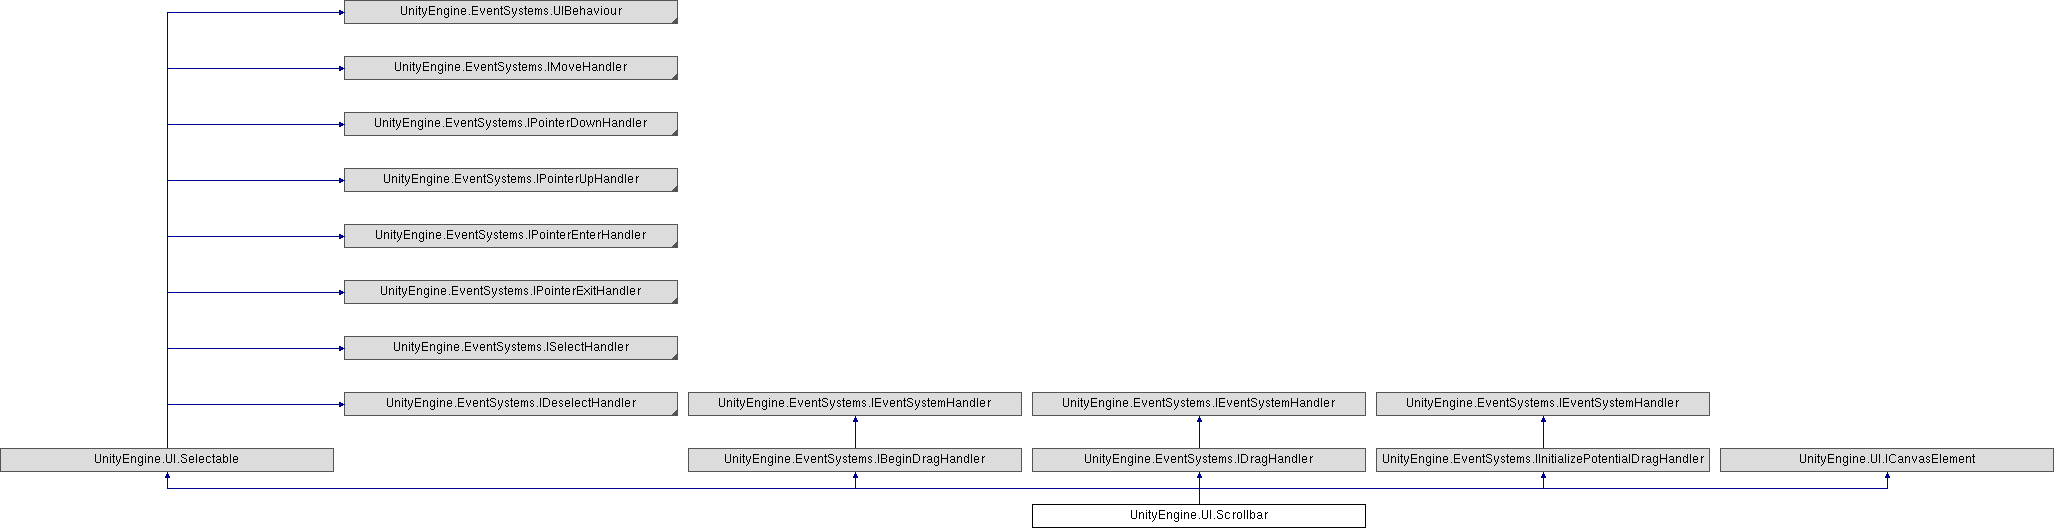 UnityEngine.EventSystems.UIBehaviour
UnityEngine.EventSystems.IMoveHandler
UnityEngine.EventSystems.IPointerDownHandler
UnityEngine.EventSystems.IPointerUpHandler
UnityEngine.EventSystems.IPointerEnterHandler
UnityEngine.EventSystems.IPointerExitHandler
UnityEngine.EventSystems.ISelectHandler
UnityEngine.EventSystems.IDeselectHandler
UnityEngine.EventSystems.IEventSystemHandler
UnityEngine.EventSystems.IEventSystemHandler
UnityEngine.EventSystems.IEventSystemHandler
UnityEngine.UI.Selectable
UnityEngine.EventSystems.IBeginDragHandler
UnityEngine.EventSystems.IDragHandler
UnityEngine.EventSystems.IInitializePotentialDragHandler
UnityEngine.UI.ICanvasElement
UnityEngine.UI.Scrollbar